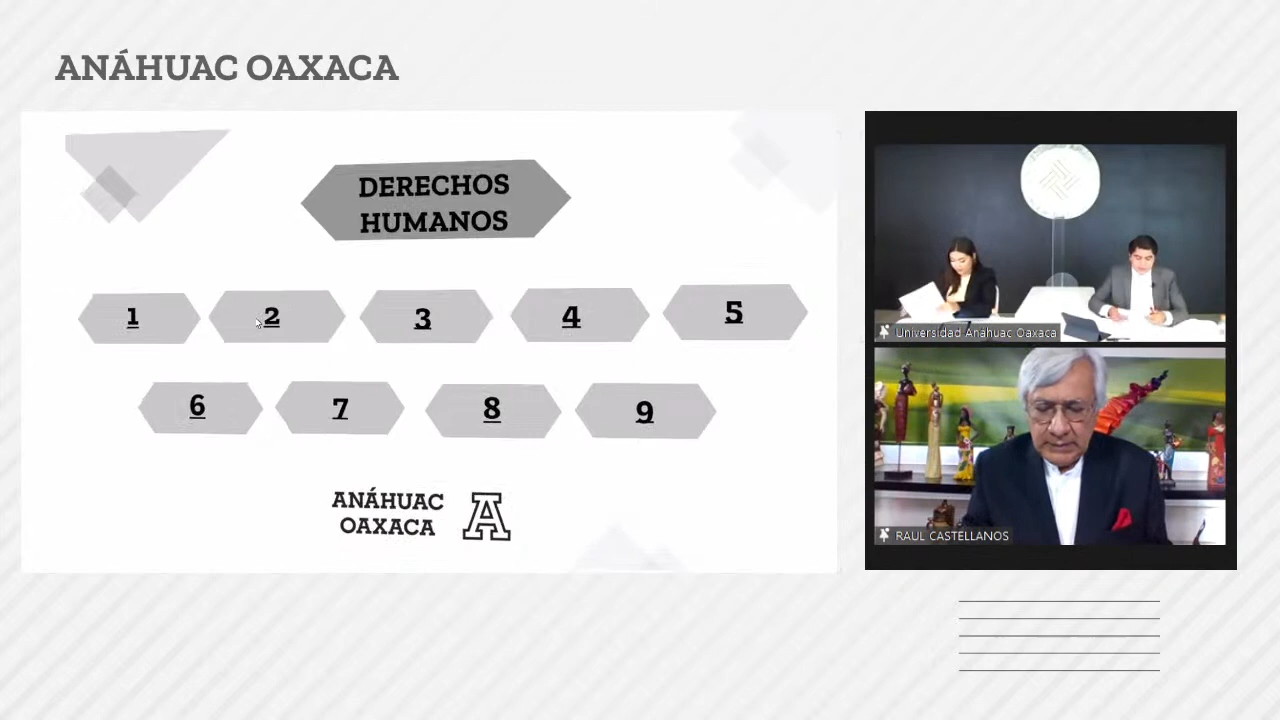 ANÁHUAC OAXACA
DERECHOS
HUMANOS
1
2
3
4
5
6
7
8
9
ANÁHUAC
OAXACA
A
Universidad Anáhuac Oaxaca
RAUL CASTELLANOS